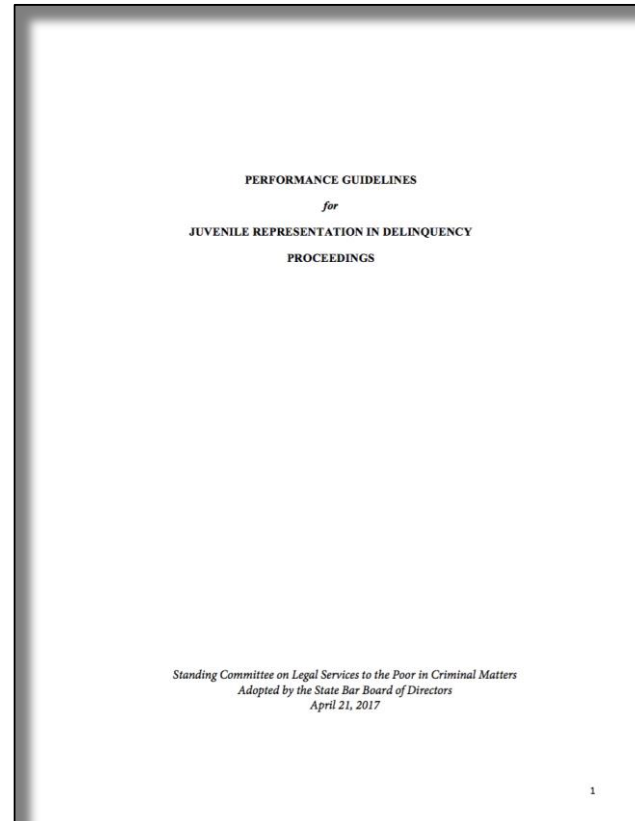 PERFORMANCE GUIDELINES
for
JUVENILE REPRESENTATION IN DELINQUENCY
PROCEEDINGS
Standing Committee on Legal Services to the Poor in Criminal Matters
Adopted by the State Bar Board of Directors
April 21, 2017
1